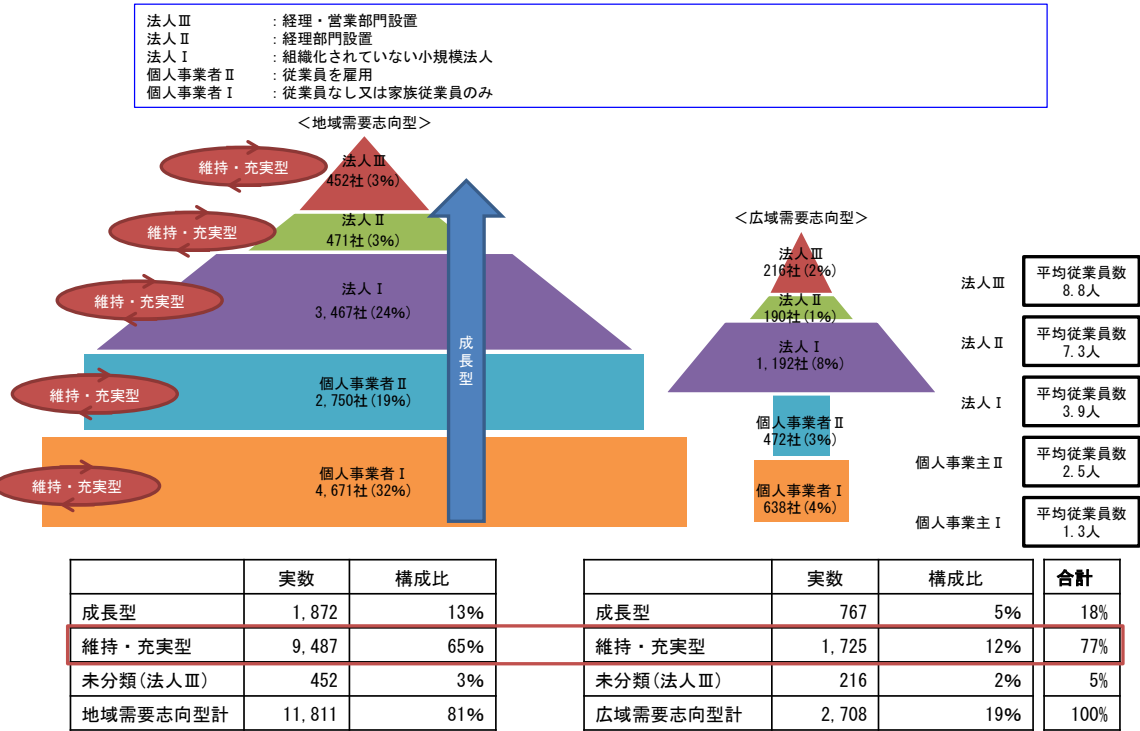 法人Ⅲ ：経理・営業部門設置
法人Ⅱ ：経理部門設置
法人Ⅰ ：組織化されていない小規模法人
個人事業者Ⅱ ：従業員を雇用
個人事業者Ⅰ ：従業員なし又は家族従業員のみ
＜地域需要志向型＞
維持・充実型
法人Ⅲ
452社(3%)
維持・充実型
法人Ⅱ
471社(3%)
維持・充実型
法人Ⅰ
3,467社(24%)
維持・充実型
個人事業者Ⅱ
2,750社(19%)
維持・充実型
個人事業者Ⅰ
4,671社(32%)
成長型
＜広域需要志向型＞
法人Ⅲ
216社(2%)
法人Ⅱ
190社(1%)
法人Ⅰ
1,192社(8%)
個人事業者Ⅱ
472社(3%)
個人事業者Ⅰ
638社(4%)
法人Ⅲ
平均従業員数
8.8人
法人Ⅱ
平均従業員数
7.3人
法人Ⅰ
平均従業員数
3.9人
個人事業主Ⅱ
平均従業員数
2.5人
個人事業主Ⅰ
平均従業員数
1.3人
実数 構成比
成長型 1,872 13%
維持・充実型 9,487 65%
未分類(法人Ⅲ) 452 3%
地域需要志向型計 11,811 81%
実数 構成比 合計
成長型 767 5% 18%
維持・充実型 1,725 12% 77%
未分類(法人Ⅲ) 216 2% 5%
広域需要志向型計 2,708 19% 100%